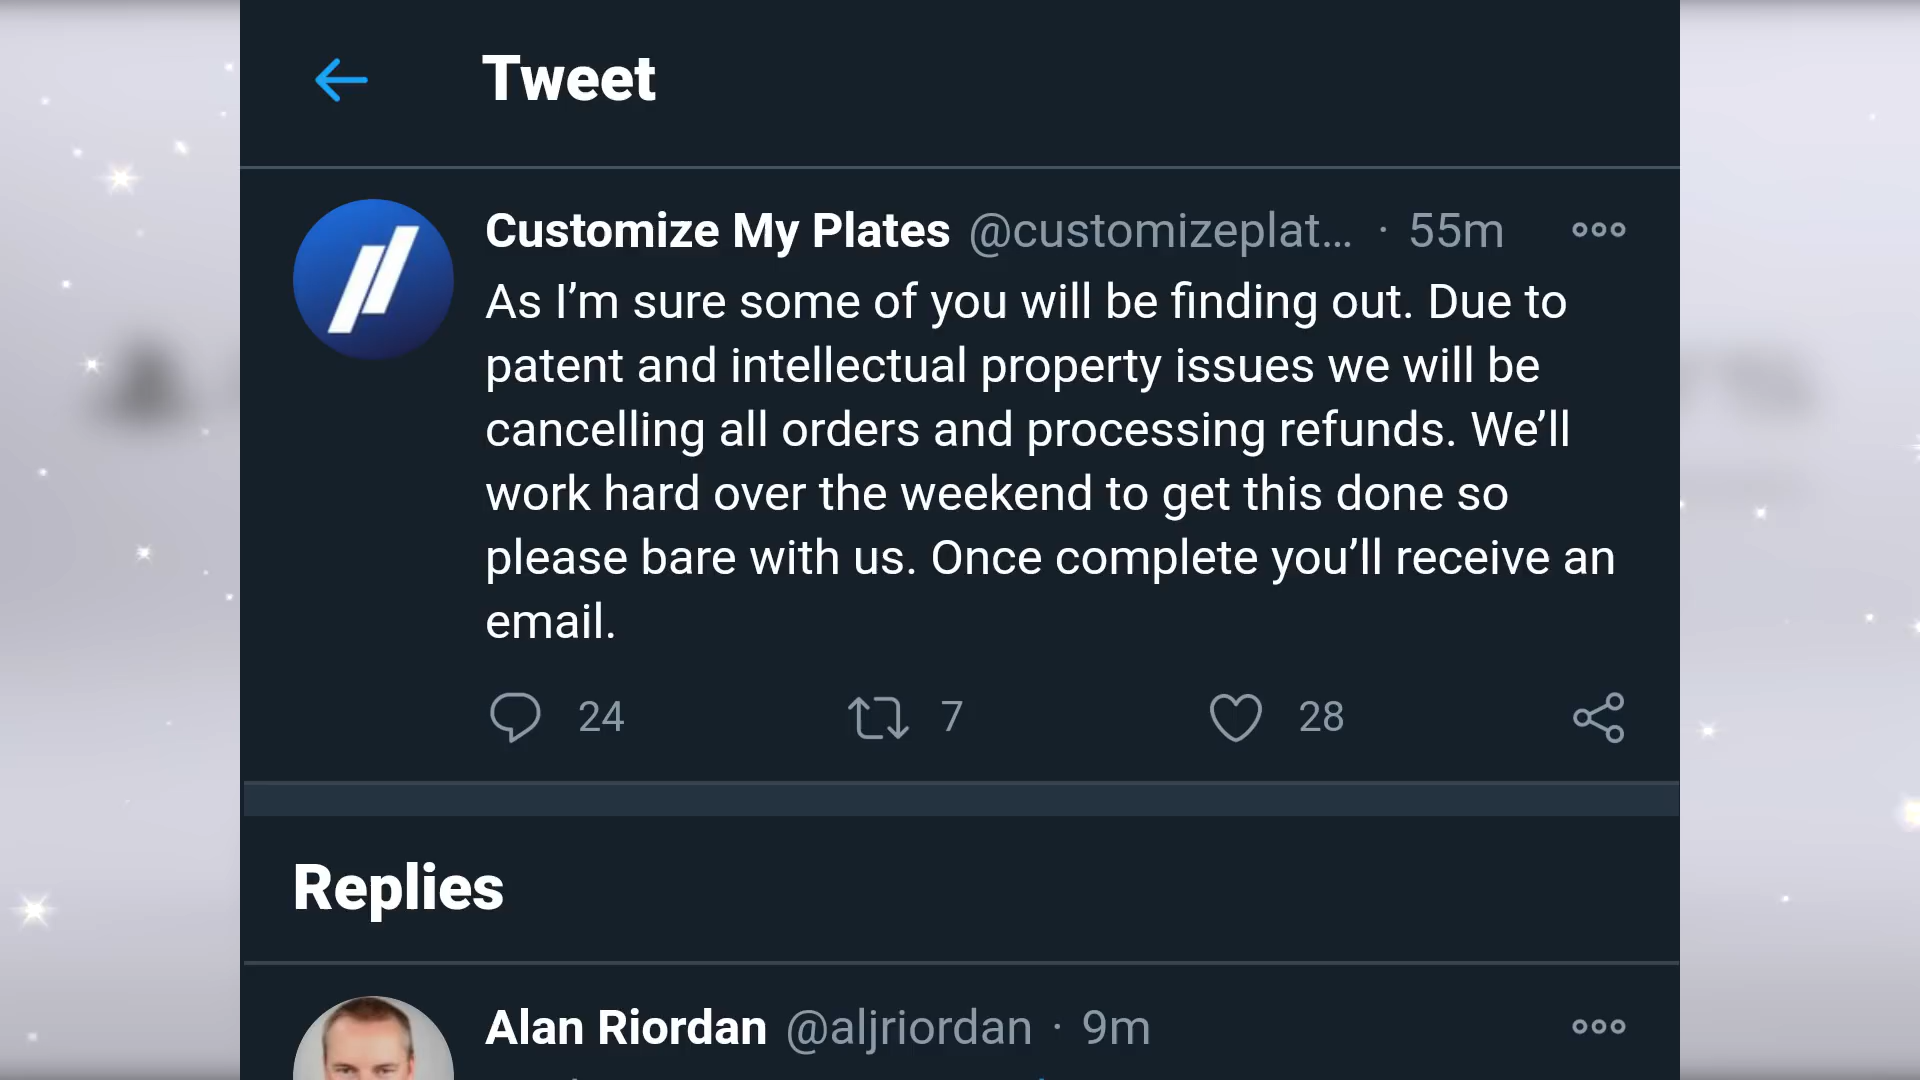 Tweet
Customize My Plates @customizeplat... · 55m
As I’m sure some of you will be finding out. Due to
patent and intellectual property issues we will be
cancelling all orders and processing refunds. We’ll
work hard over the weekend to get this done so
please bare with us. Once complete you’ll receive an
email.
24 7 28
Replies
Alan Riordan @aljriordan · 9m